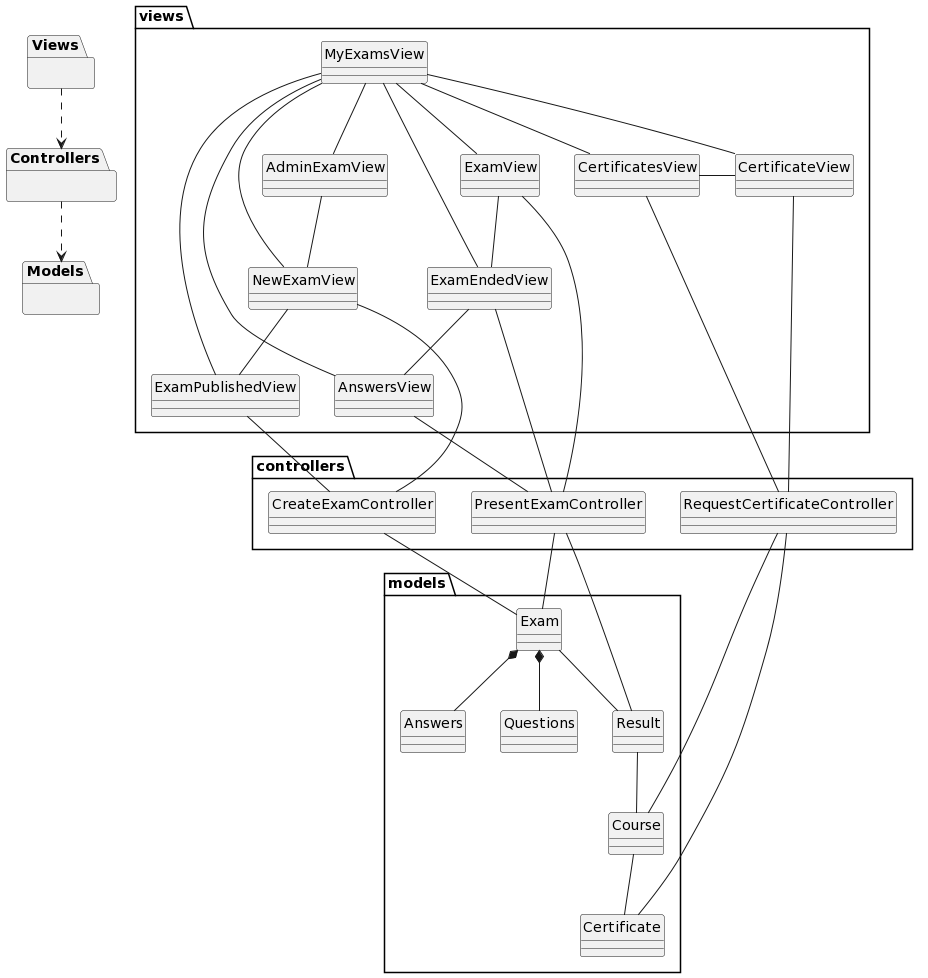 views
Views
MyExamsView
Controllers
AdminExamView
ExamView
CertificatesView
CertificateView
Models
NewExamView
ExamEndedView
ExamPublishedView
AnswersView
controllers
CreateExamController
PresentExamController
RequestCertificateController
models
Exam
Answers
Questions
Result
Course
Certificate